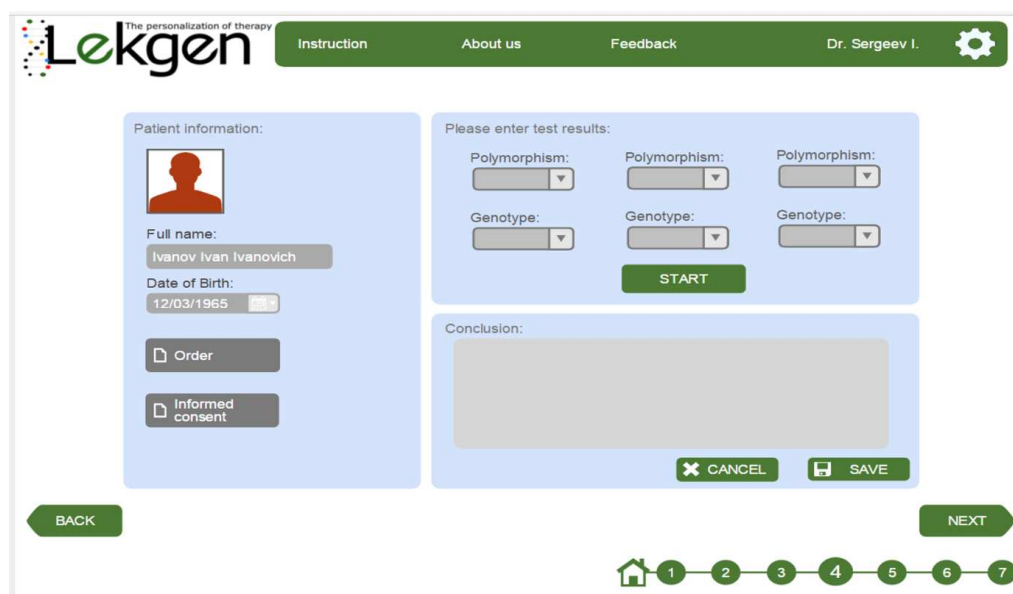 The personalization of therapy
Lekgen
Instruction About us Feedback Dr. Sergeev I.
Patient information:
Full name:
Ivanov Ivan Ivanovich
Date of Birth:
12/03/1965
Order
Informed
consent
Please enter test results:
Polymorphism: Polymorphism: Polymorphism:
Genotype: Genotype: Genotype:
START
Conclusion:
CANCEL SAVE
BACK NEXT
1 2 3 4 5 6 7